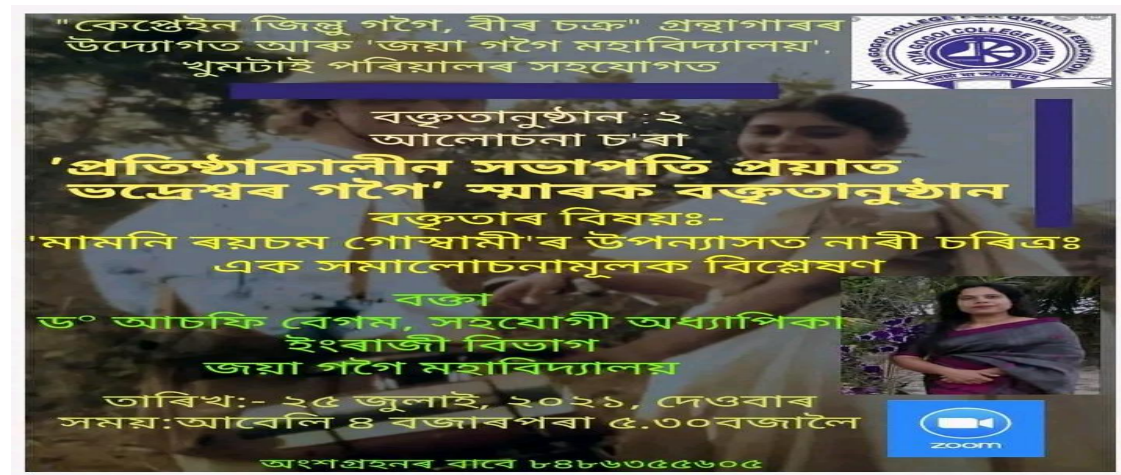 "কেপ্তেইন জিন্তু গগৈ, বীৰ চক্ৰ" গ্ৰন্থাগাৰৰ
উদ্যোগত আৰু 'জয়া গগৈ মহাবিদ্যালয়',
খুমটাই পৰিয়ালৰ সহযোগত
বক্তৃতানুষ্ঠান :২
আলোচনা চ'ৰা
'প্ৰতিষ্ঠাকালীন সভাপতি প্ৰয়াত
ভদ্ৰেশ্বৰ গগৈ' স্মাৰক বক্তৃতানুষ্ঠান
বক্তৃতাৰ বিষয়ঃ-
'মামনি ৰয়চম গোস্বামী'ৰ উপন্যাসত নাৰী চৰিত্ৰঃ
এক সমালোচনামূলক বিশ্লেষণ
বক্তা
ড° আচফি বেগম, সহযোগী অধ্যাপিকা
ইংৰাজী বিভাগ
জয়া গগৈ মহাবিদ্যালয়
তাৰিখ:- ২৫ জুলাই, ২০২১, দেওবাৰ
সময়:আবেলি ৪ বজাৰপৰা ৫.৩০বজালৈ
zoom
অংশগ্ৰহনৰ বাবে ৮৪৮৬৩৫৫৬০৫